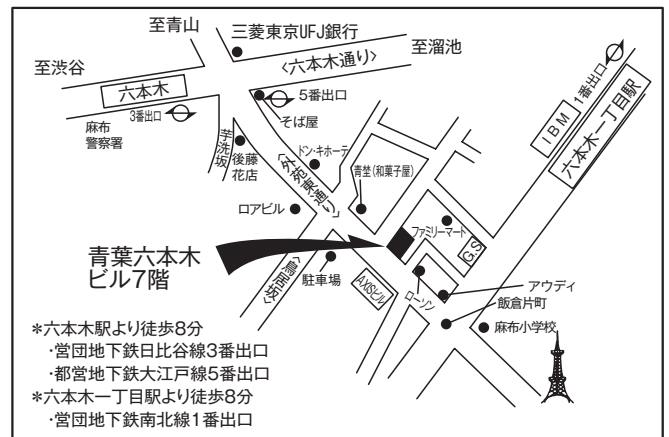 至青山
三菱東京UFJ銀行
至渋谷
〈六本木通り〉
至溜池
六本木
3番出口
麻布
警察署
5番出口
そば屋
芋洗坂
後藤
花店
ドン・キホーテ
〈外苑東通り〉
青埜(和菓子屋)
ロアビル
ファミリーマート
G.S
IBM
1番出口
六本木一丁目駅
青葉六本木
ビル7階
〈鳥居坂〉
駐車場
AXISビル
ローソン
アウディ
飯倉片町
麻布小学校
*六本木駅より徒歩8分
・営団地下鉄日比谷線3番出口
・都営地下鉄大江戸線5番出口
*六本木一丁目駅より徒歩8分
・営団地下鉄南北線1番出口